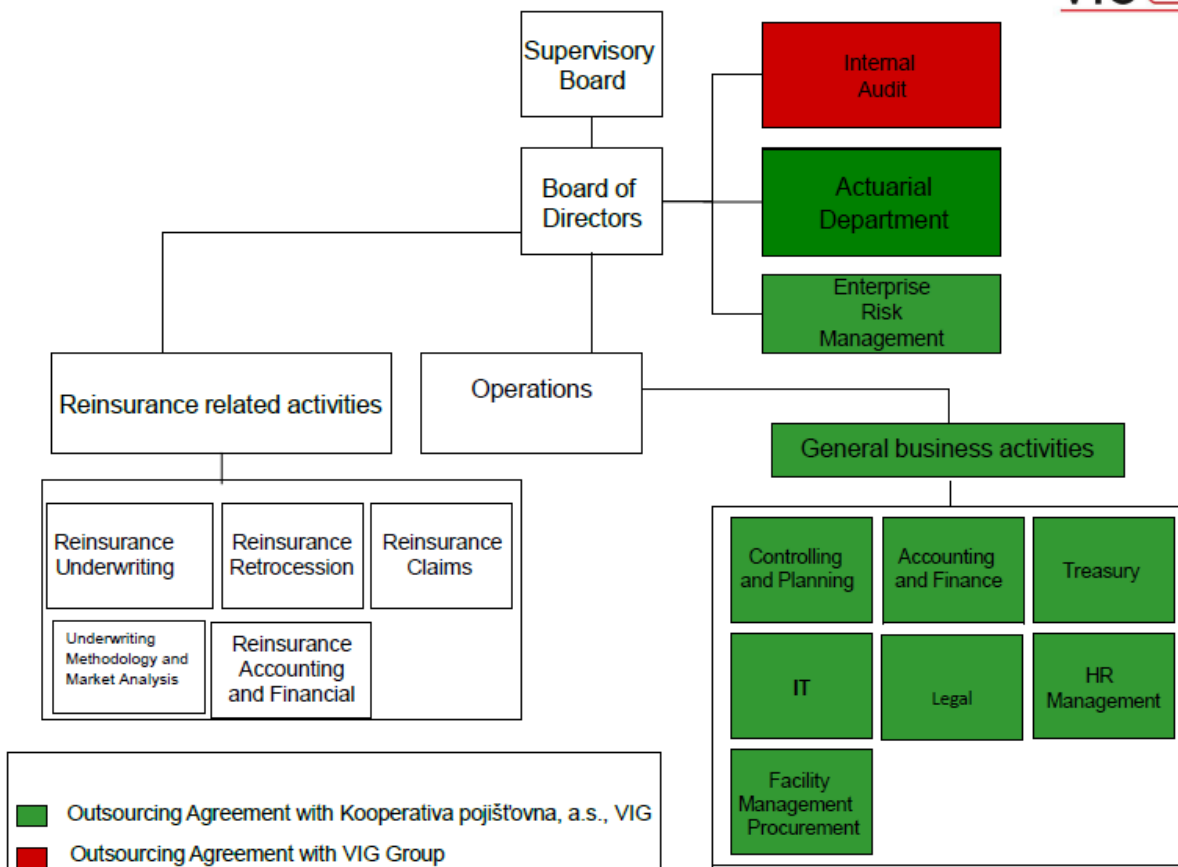 Supervisory
Board
Internal
Audit
Board of
Directors
Actuarial
Department
Enterprise
Risk
Management
Reinsurance related activities
Operations
General business activities
Reinsurance
Underwriting
Reinsurance
Retrocession
Reinsurance
Claims
Underwriting
Methodology and
Market Analysis
Reinsurance
Accounting
and Financial
Controlling
and Planning
Accounting
and Finance
Treasury
IT
Legal
HR
Management
Facility
Management
Procurement
Outsourcing Agreement with Kooperativa pojišťovna, a.s., VIG
Outsourcing Agreement with VIG Group